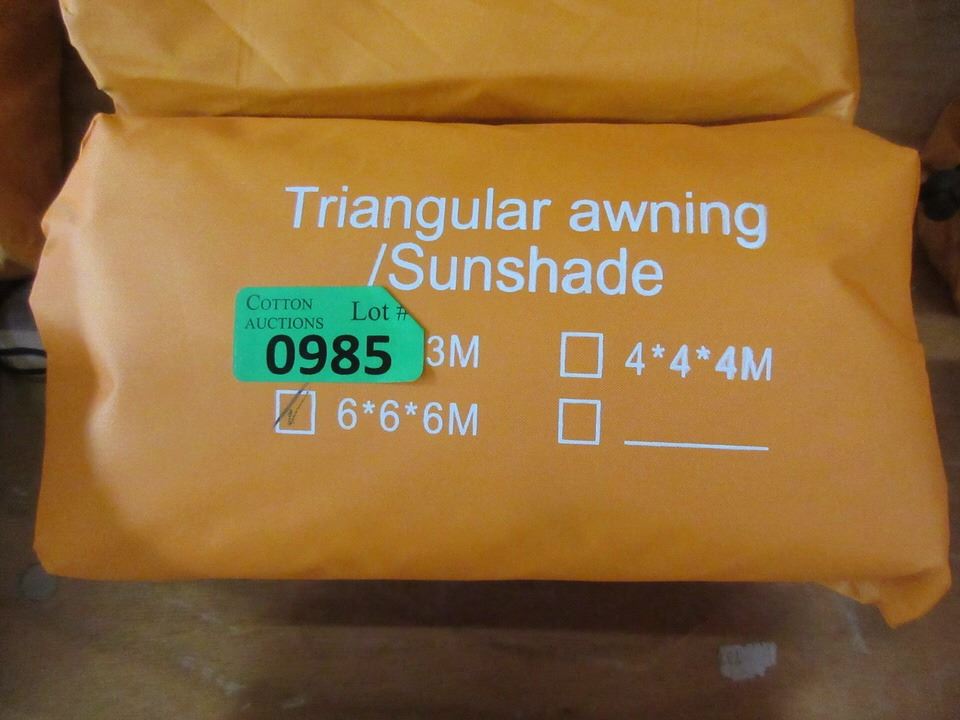 Triangular awning
/Sunshade
COTTON
AUCTIONS
Lot #
0985
3M
4*4*4M
6*6*6M